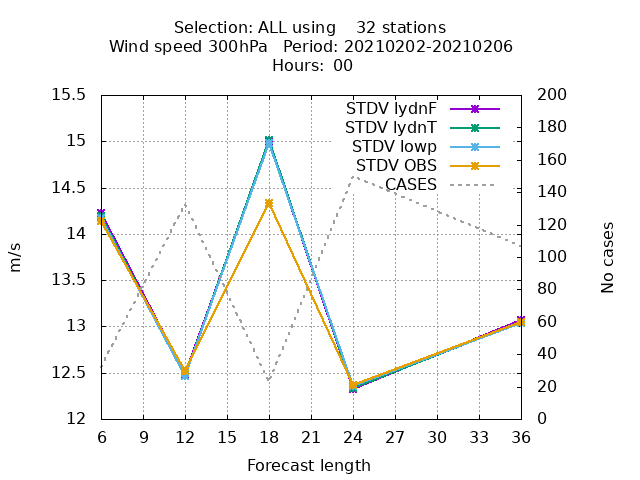 Selection: ALL using    32 stations
Wind speed 300hPa   Period: 20210202-20210206
Hours:  00
STDV lydnF
STDV lydnT
STDV lowp
STDV OBS
CASES
15.5
15
14.5
14
13.5
13
12.5
12
200
180
160
140
120
100
80
60
40
20
0
m/s
No cases
6 9 12 15 18 21 24 27 30 33 36
Forecast length